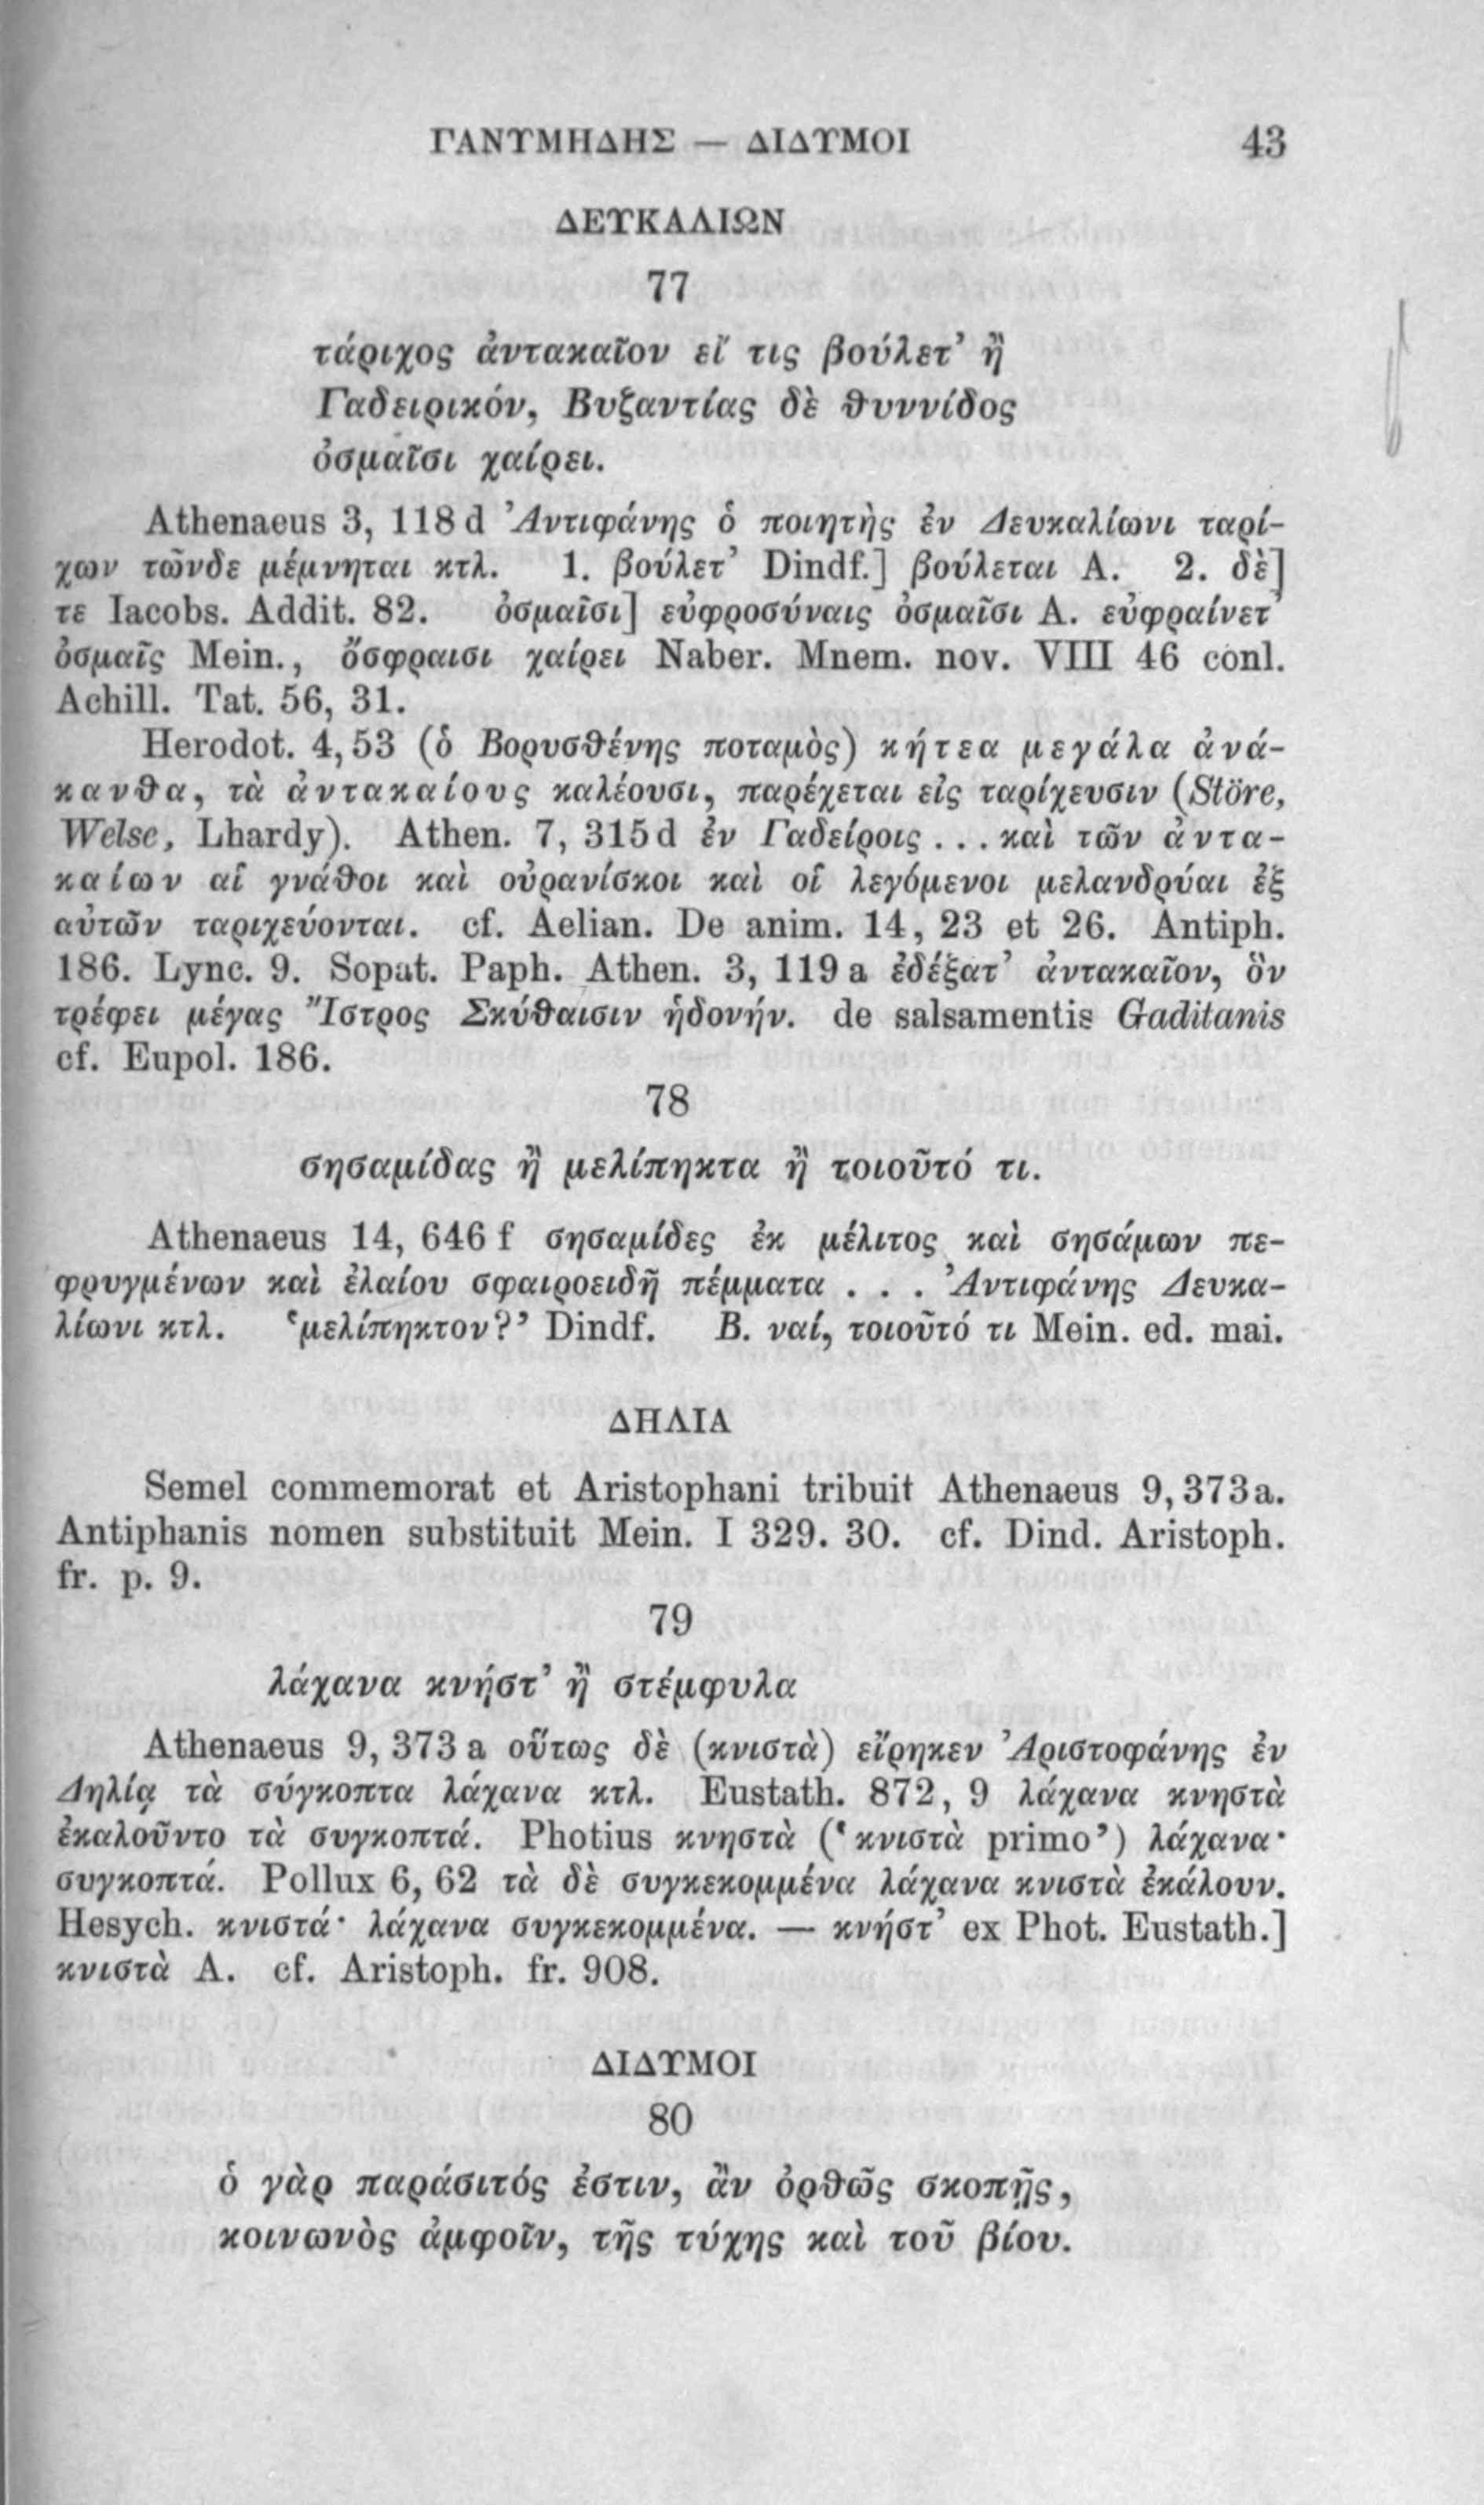 ΓΑΝΥΜΗΔΗΣ — ΔΙΔΥΜΟΙ 43
ΔΕΥΚΑΛΙΩΝ
77
τάριχος ἀντακαῖον εἴ τις βούλετ’ ἢ
Γαδειρικόν, Βυζαντίας δὲ θυννίδος
ὀσμαῖσι χαίρει.
Athenaeus 3, 118 d Ἀντιφάνης ὁ ποιητὴς ἐν Δευκαλίωνι ταρί-
χων τῶνδε μέμνηται κτλ. 1. βούλετ’ Dindf.] βούλεται A. 2. δὲ]
τε Iacobs. Addit. 82. ὀσμαῖσι] εὐφροσύναις ὀσμαῖσι A. εὐφραίνετ’
ὀσμαῖς Mein., ὄσφραισι χαίρει Naber. Mnem. nov. VIII 46 conl.
Achill. Tat. 56, 31.
Herodot. 4, 53 (ὁ Βορυσθένης ποταμὸς) κήτεα μεγάλα ἀνά-
κανθα, τὰ ἀντακαίους καλέουσι, παρέχεται εἰς ταρίχευσιν (Störe,
Welse, Lhardy). Athen. 7, 315 d ἐν Γαδείροις . . . καὶ τῶν ἀντα-
καίων αἱ γνάθοι καὶ οὐρανίσκοι καὶ οἱ λεγόμενοι μελανδρύαι ἐξ
αὐτῶν ταριχεύονται. cf. Aelian. De anim. 14, 23 et 26. Antiph.
186. Lync. 9. Sopat. Paph. Athen. 3, 119 a ἐδέξατ’ ἀντακαῖον, ὃν
τρέφει μέγας Ἴστρος Σκύθαισιν ἡδονήν. de salsamentis Gaditanis
cf. Eupol. 186.
78
σησαμίδας ἢ μελίπηκτα ἢ τοιοῦτό τι.
Athenaeus 14, 646 f σησαμίδες ἐκ μέλιτος καὶ σησάμων πε-
φρυγμένων καὶ ἐλαίου σφαιροειδῆ πέμματα . . . Ἀντιφάνης Δευκα-
λίωνι κτλ. ‘μελίπηκτον?’ Dindf. B. ναί, τοιοῦτό τι Mein. ed. mai.
ΔΗΛΙΑ
Semel commemorat et Aristophani tribuit Athenaeus 9, 373 a.
Antiphanis nomen substituit Mein. I 329. 30. cf. Dind. Aristoph.
fr. p. 9.
79
λάχανα κνήστ’ ἢ στέμφυλα
Athenaeus 9, 373 a οὕτως δὲ (κνιστὰ) εἴρηκεν Ἀριστοφάνης ἐν
Δηλίᾳ τὰ σύγκοπτα λάχανα κτλ. Eustath. 872, 9 λάχανα κνηστὰ
ἐκαλοῦντο τὰ συγκοπτά. Photius κνηστὰ (‘κνιστὰ primo’) λάχανα·
συγκοπτά. Pollux 6, 62 τὰ δὲ συγκεκομμένα λάχανα κνιστὰ ἐκάλουν.
Hesych. κνιστά· λάχανα συγκεκομμένα. — κνήστ’ ex Phot. Eustath.]
κνιστὰ A. cf. Aristoph. fr. 908.
ΔΙΔΥΜΟΙ
80
ὁ γὰρ παράσιτός ἐστιν, ἂν ὀρθῶς σκοπῇς,
κοινωνὸς ἀμφοῖν, τῆς τύχης καὶ τοῦ βίου.